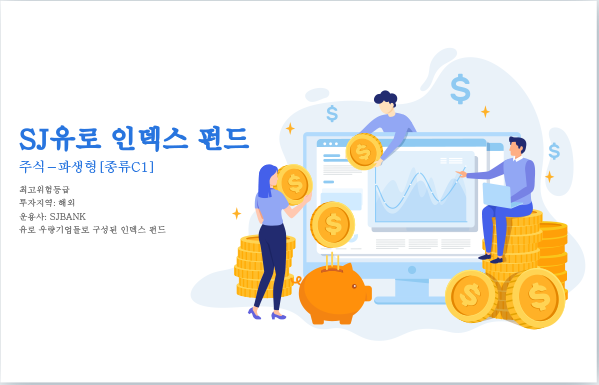 SJ유로 인덱스 펀드
주식-파생형[종류C1]
최고위험등급
투자지역: 해외
운용사: SJBANK
유로 우량기업들로 구성된 인덱스 펀드